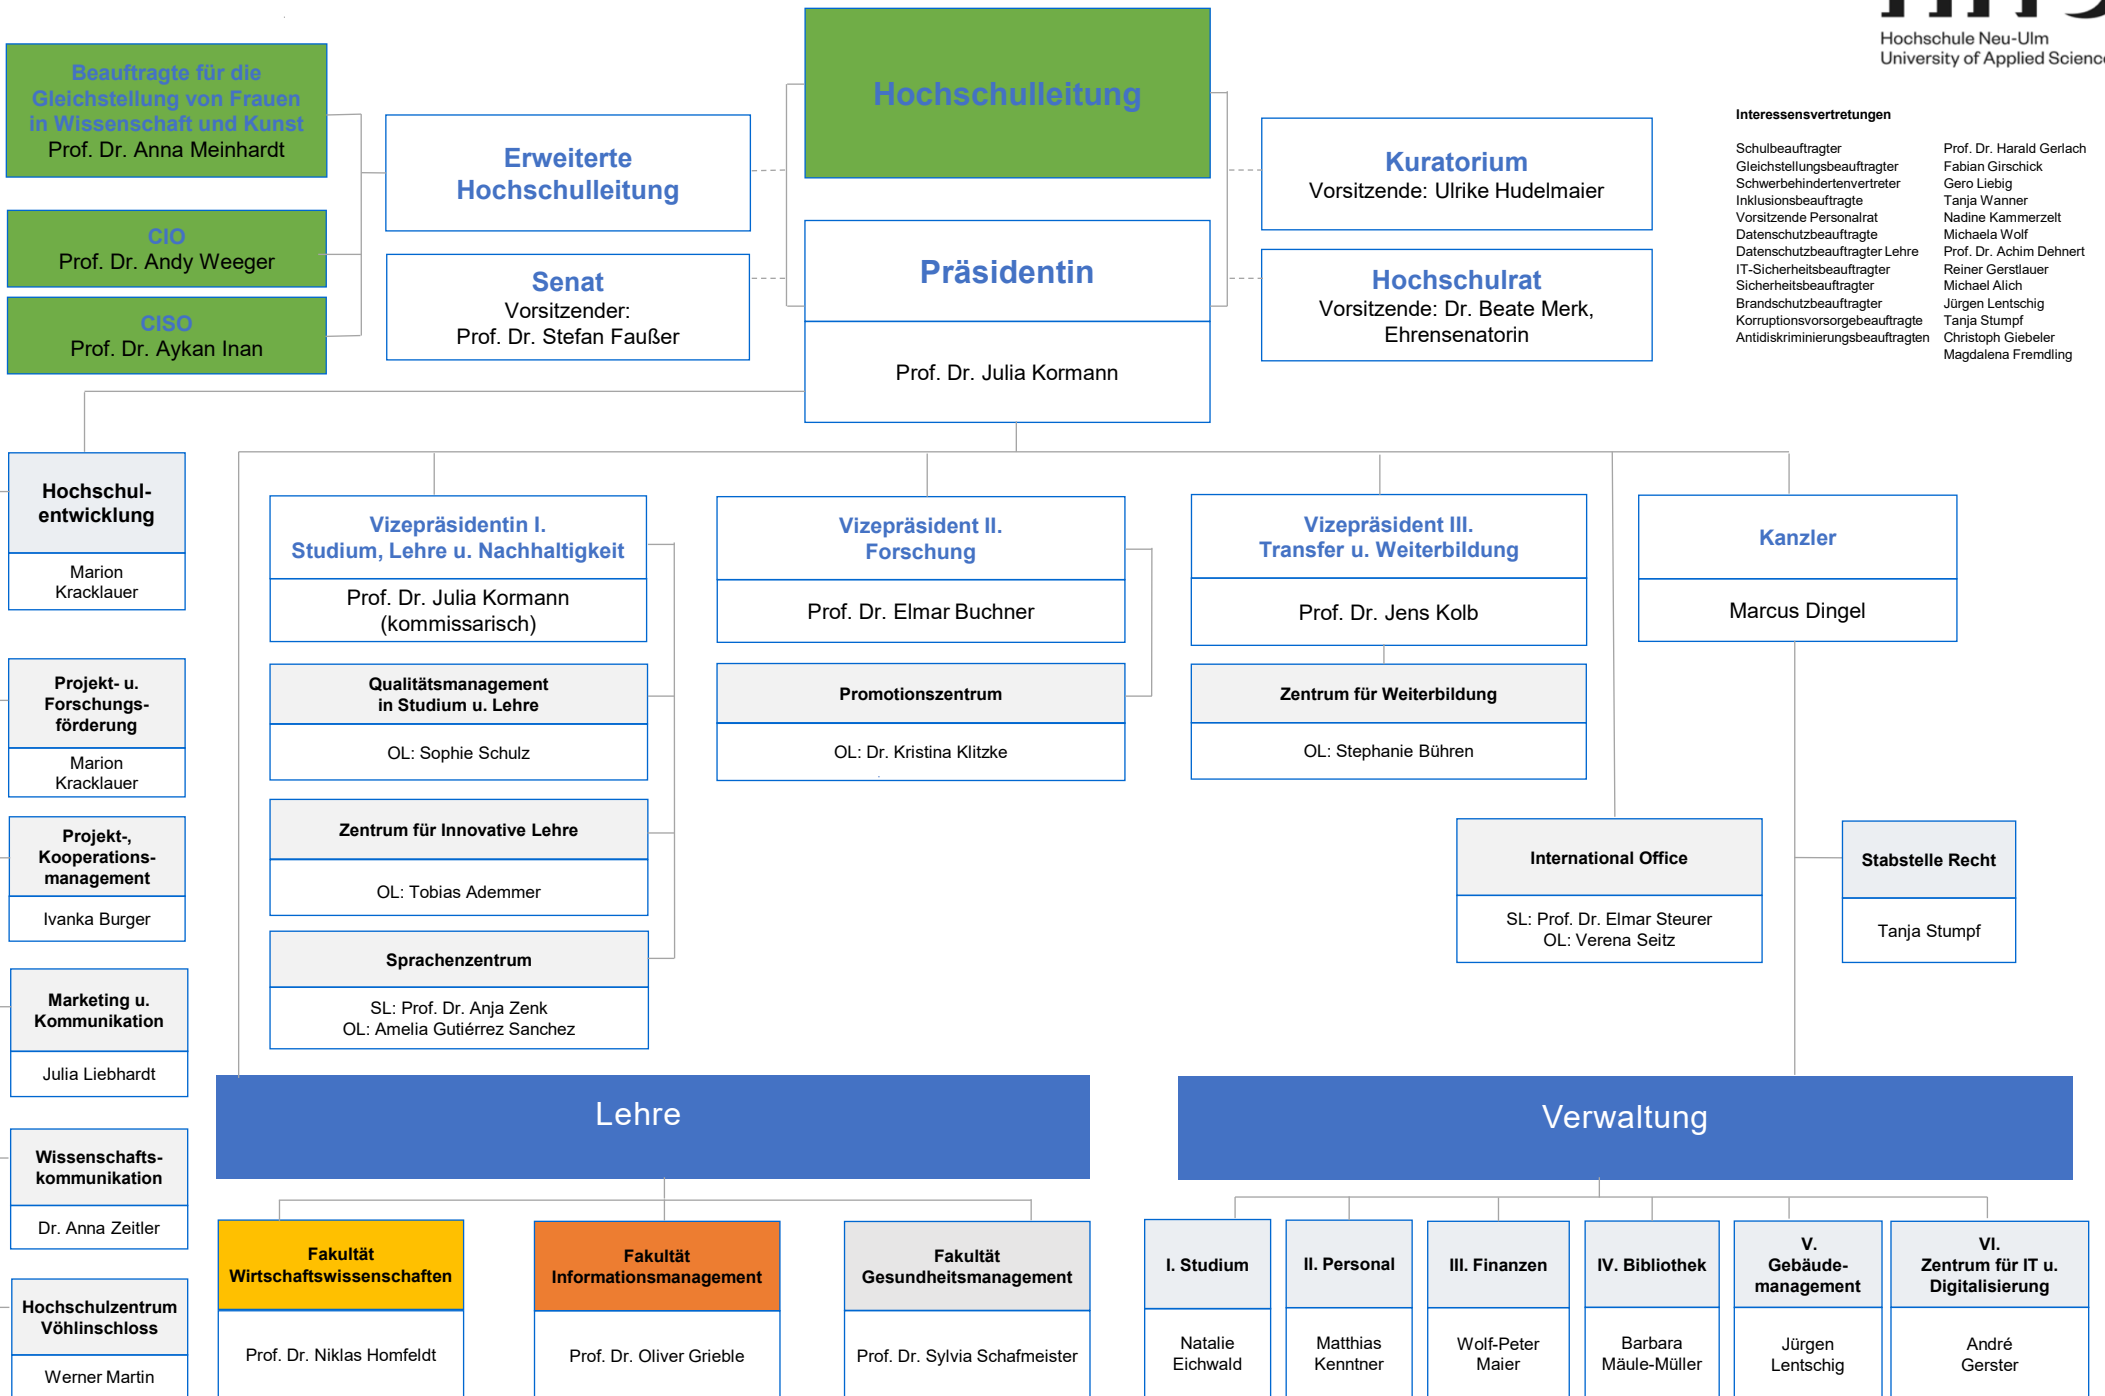 Hochschule Neu-Ulm
Beauftragte für die
Gleichstellung von Frauen
in Wissenschaft und Kunst
Prof. Dr. Anna Meinhardt
CIO
Prof. Dr. Andy Weeger
CISO
Prof. Dr. Aykan Inan
Erweiterte
Hochschulleitung
Senat
Vorsitzender:
Prof. Dr. Stefan Faußer
Hochschulleitung
Präsidentin
Prof. Dr. Julia Kormann
Kuratorium
Vorsitzende: Ulrike Hudelmaier
Hochschulrat
Vorsitzende: Dr. Beate Merk,
Ehrensenatorin
University of Applied Science
Interessensvertretungen
Schulbeauftragter Prof. Dr. Harald Gerlach
Gleichstellungsbeauftragter Fabian Girschick
Schwerbehindertenvertreter Gero Liebig
Inklusionsbeauftragte Tanja Wanner
Vorsitzende Personalrat Nadine Kammerzelt
Datenschutzbeauftragte Michaela Wolf
Datenschutzbeauftragter Lehre Prof. Dr. Achim Dehnert
IT-Sicherheitsbeauftragter Reiner Gerstlauer
Sicherheitsbeauftragter Michael Alich
Brandschutzbeauftragter Jürgen Lentschig
Korruptionsvorsorgebeauftragte Tanja Stumpf
Antidiskriminierungsbeauftragten Christoph Giebeler
Magdalena Fremdling
Hochschul-
entwicklung
Marion
Kracklauer
Projekt- u.
Forschungs-
förderung
Marion
Kracklauer
Projekt-,
Kooperations-
management
Ivanka Burger
Marketing u.
Kommunikation
Julia Liebhardt
Wissenschafts-
kommunikation
Dr. Anna Zeitler
Hochschulzentrum
Vöhlinschloss
Werner Martin
Vizepräsidentin I.
Studium, Lehre u. Nachhaltigkeit
Prof. Dr. Julia Kormann
(kommissarisch)
Qualitätsmanagement
in Studium u. Lehre
OL: Sophie Schulz
Zentrum für Innovative Lehre
OL: Tobias Ademmer
Sprachenzentrum
SL: Prof. Dr. Anja Zenk
OL: Amelia Gutiérrez Sanchez
Vizepräsident II.
Forschung
Prof. Dr. Elmar Buchner
Promotionszentrum
OL: Dr. Kristina Klitzke
Vizepräsident III.
Transfer u. Weiterbildung
Prof. Dr. Jens Kolb
Zentrum für Weiterbildung
OL: Stephanie Bühren
International Office
SL: Prof. Dr. Elmar Steurer
OL: Verena Seitz
Kanzler
Marcus Dingel
Stabstelle Recht
Tanja Stumpf
Lehre
Fakultät
Wirtschaftswissenschaften
Prof. Dr. Niklas Homfeldt
Fakultät
Informationsmanagement
Prof. Dr. Oliver Grieble
Fakultät
Gesundheitsmanagement
Prof. Dr. Sylvia Schafmeister
Verwaltung
I. Studium
Natalie
Eichwald
II. Personal
Matthias
Kenntner
III. Finanzen
Wolf-Peter
Maier
IV. Bibliothek
Barbara
Mäule-Müller
V.
Gebäude-
management
Jürgen
Lentschig
VI.
Zentrum für IT u.
Digitalisierung
André
Gerster